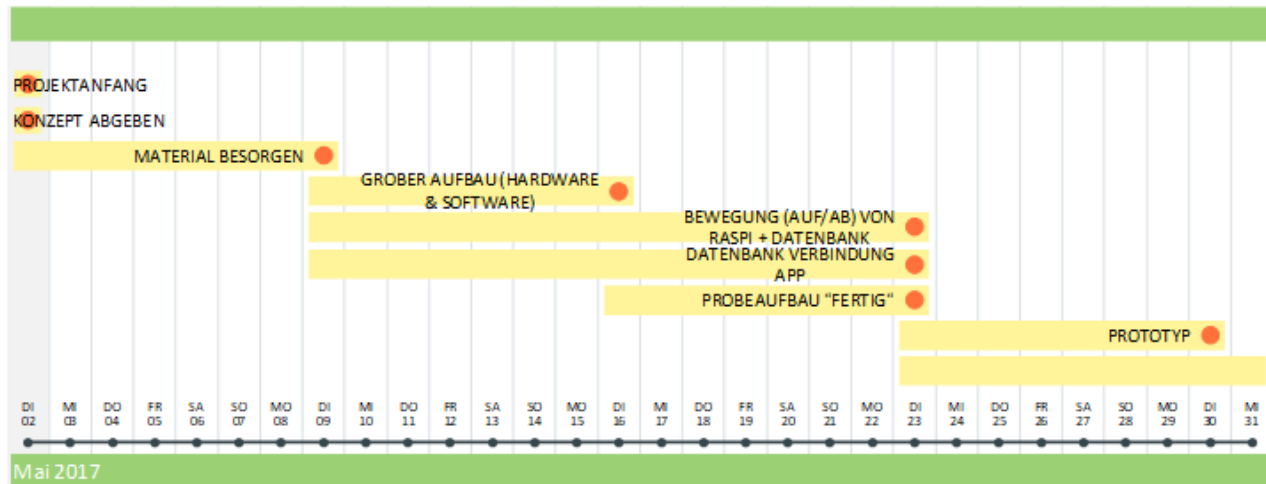 PROJEKTANFANG
KONZEPT ABGEBEN
MATERIAL BESORGEN
GROBER AUFBAU (HARDWARE
& SOFTWARE)
BEWEGUNG (AUF/AB) VON
RASPI + DATENBANK
DATENBANK VERBINDUNG
APP
PROBEAUFBAU "FERTIG"
PROTOTYP
DI MI DO FR SA SO MO DI MI DO FR SA SO MO DI MI DO FR SA SO MO DI MI DO FR SA SO MO DI MI
02 03 04 05 06 07 08 09 10 11 12 13 14 15 16 17 18 19 20 21 22 23 24 25 26 27 28 29 30 31
Mai 2017